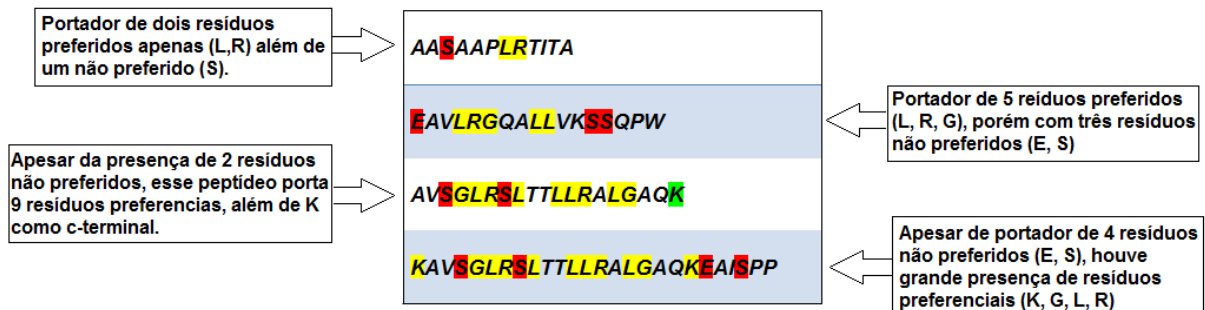 Portador de dois resíduos
preferidos apenas (L,R) além de
um não preferido (S).
AASAAPLRTITA
EAVLRGQALLVKSSQPW
Portador de 5 reíduos preferidos
(L, R, G), porém com três resíduos
não preferidos (E, S)
Apesar da presença de 2 resíduos
não preferidos, esse peptídeo porta
9 resíduos preferencias, além de K
como c-terminal.
AVSGLRSLTTLLRALGAQK
KAVSGLRSLTTLLRALGAQKEAISPP
Apesar de portador de 4 resíduos
não preferidos (E, S), houve
grande presença de resíduos
preferenciais (K, G, L, R)